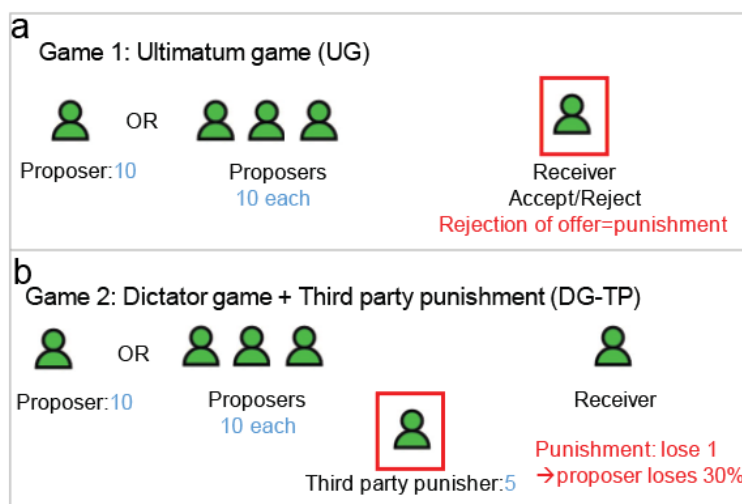 a
Game 1: Ultimatum game (UG)
OR
Proposer:10
Proposers
10 each
Receiver
Accept/Reject
Rejection of offer=punishment
b
Game 2: Dictator game + Third party punishment (DG-TP)
OR
Proposer:10
Proposers
10 each
Receiver
Third party punisher:5
Punishment: lose 1
→proposer loses 30%